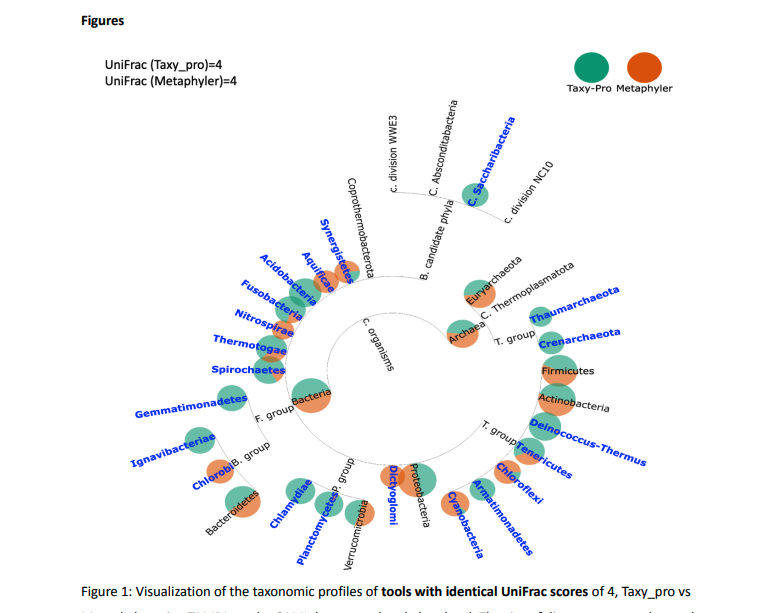 Figures
UniFrac (Taxy_pro)=4
UniFrac (Metaphyler)=4
Taxy-Pro Metaphyler
c. division WWE3
C. Absconditabacteria
C. Saccharibacteria
c. division NC10
B. candidate phyla
Coprothermobacterota
Synergistetes
Aquificae
Acidobacteria
Fusobacteria
Nitrospirae
Thermotogae
Spirochaetes
Gemmatimonadetes
F. group
Bacteria
Ignavibacteriae
Chlorobi
B. group
Bacteroidetes
Chlamydiae
Planctomycetes
P. group
Verrucomicrobia
Dictyoglomi
Proteobacteria
Cyanobacteria
Armatimonadetes
Chloroflexi
Tenericutes
T. group
Deinococcus-Thermus
Actinobacteria
Firmicutes
Crenarchaeota
Thaumarchaeota
T. group
C. Thermoplasmatota
Euryarchaeota
Archaea
c. organisms
Figure 1: Visualization of the taxonomic profiles of tools with identical UniFrac scores of 4, Taxy_pro vs